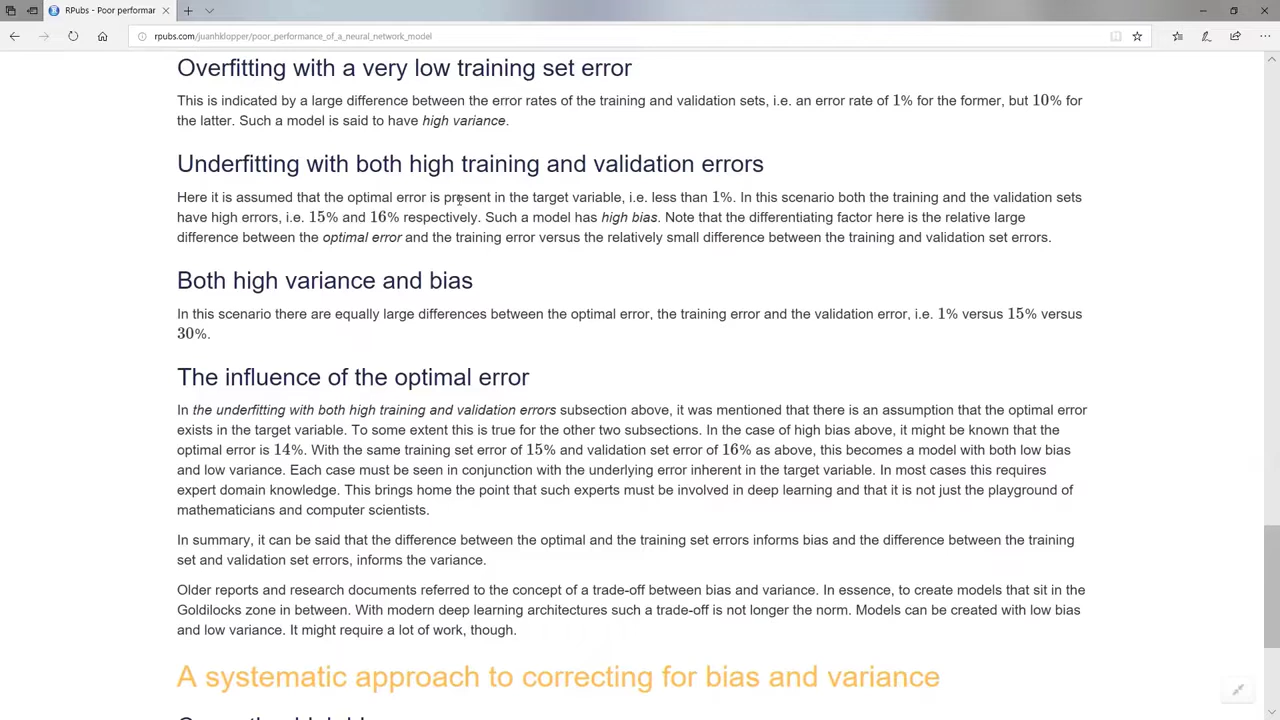 RPubs - Poor performar
rpubs.com/juanhklopper/poor_performance_of_a_neural_network_model
Overfitting with a very low training set error
This is indicated by a large difference between the error rates of the training and validation sets, i.e. an error rate of 1% for the former, but 10% for
the latter. Such a model is said to have high variance.
Underfitting with both high training and validation errors
Here it is assumed that the optimal error is present in the target variable, i.e. less than 1%. In this scenario both the training and the validation sets
have high errors, i.e. 15% and 16% respectively. Such a model has high bias. Note that the differentiating factor here is the relative large
difference between the optimal error and the training error versus the relatively small difference between the training and validation set errors.
Both high variance and bias
In this scenario there are equally large differences between the optimal error, the training error and the validation error, i.e. 1% versus 15% versus
30%.
The influence of the optimal error
In the underfitting with both high training and validation errors subsection above, it was mentioned that there is an assumption that the optimal error
exists in the target variable. To some extent this is true for the other two subsections. In the case of high bias above, it might be known that the
optimal error is 14%. With the same training set error of 15% and validation set error of 16% as above, this becomes a model with both low bias
and low variance. Each case must be seen in conjunction with the underlying error inherent in the target variable. In most cases this requires
expert domain knowledge. This brings home the point that such experts must be involved in deep learning and that it is not just the playground of
mathematicians and computer scientists.
In summary, it can be said that the difference between the optimal and the training set errors informs bias and the difference between the training
set and validation set errors, informs the variance.
Older reports and research documents referred to the concept of a trade-off between bias and variance. In essence, to create models that sit in the
Goldilocks zone in between. With modern deep learning architectures such a trade-off is not longer the norm. Models can be created with low bias
and low variance. It might require a lot of work, though.
A systematic approach to correcting for bias and variance